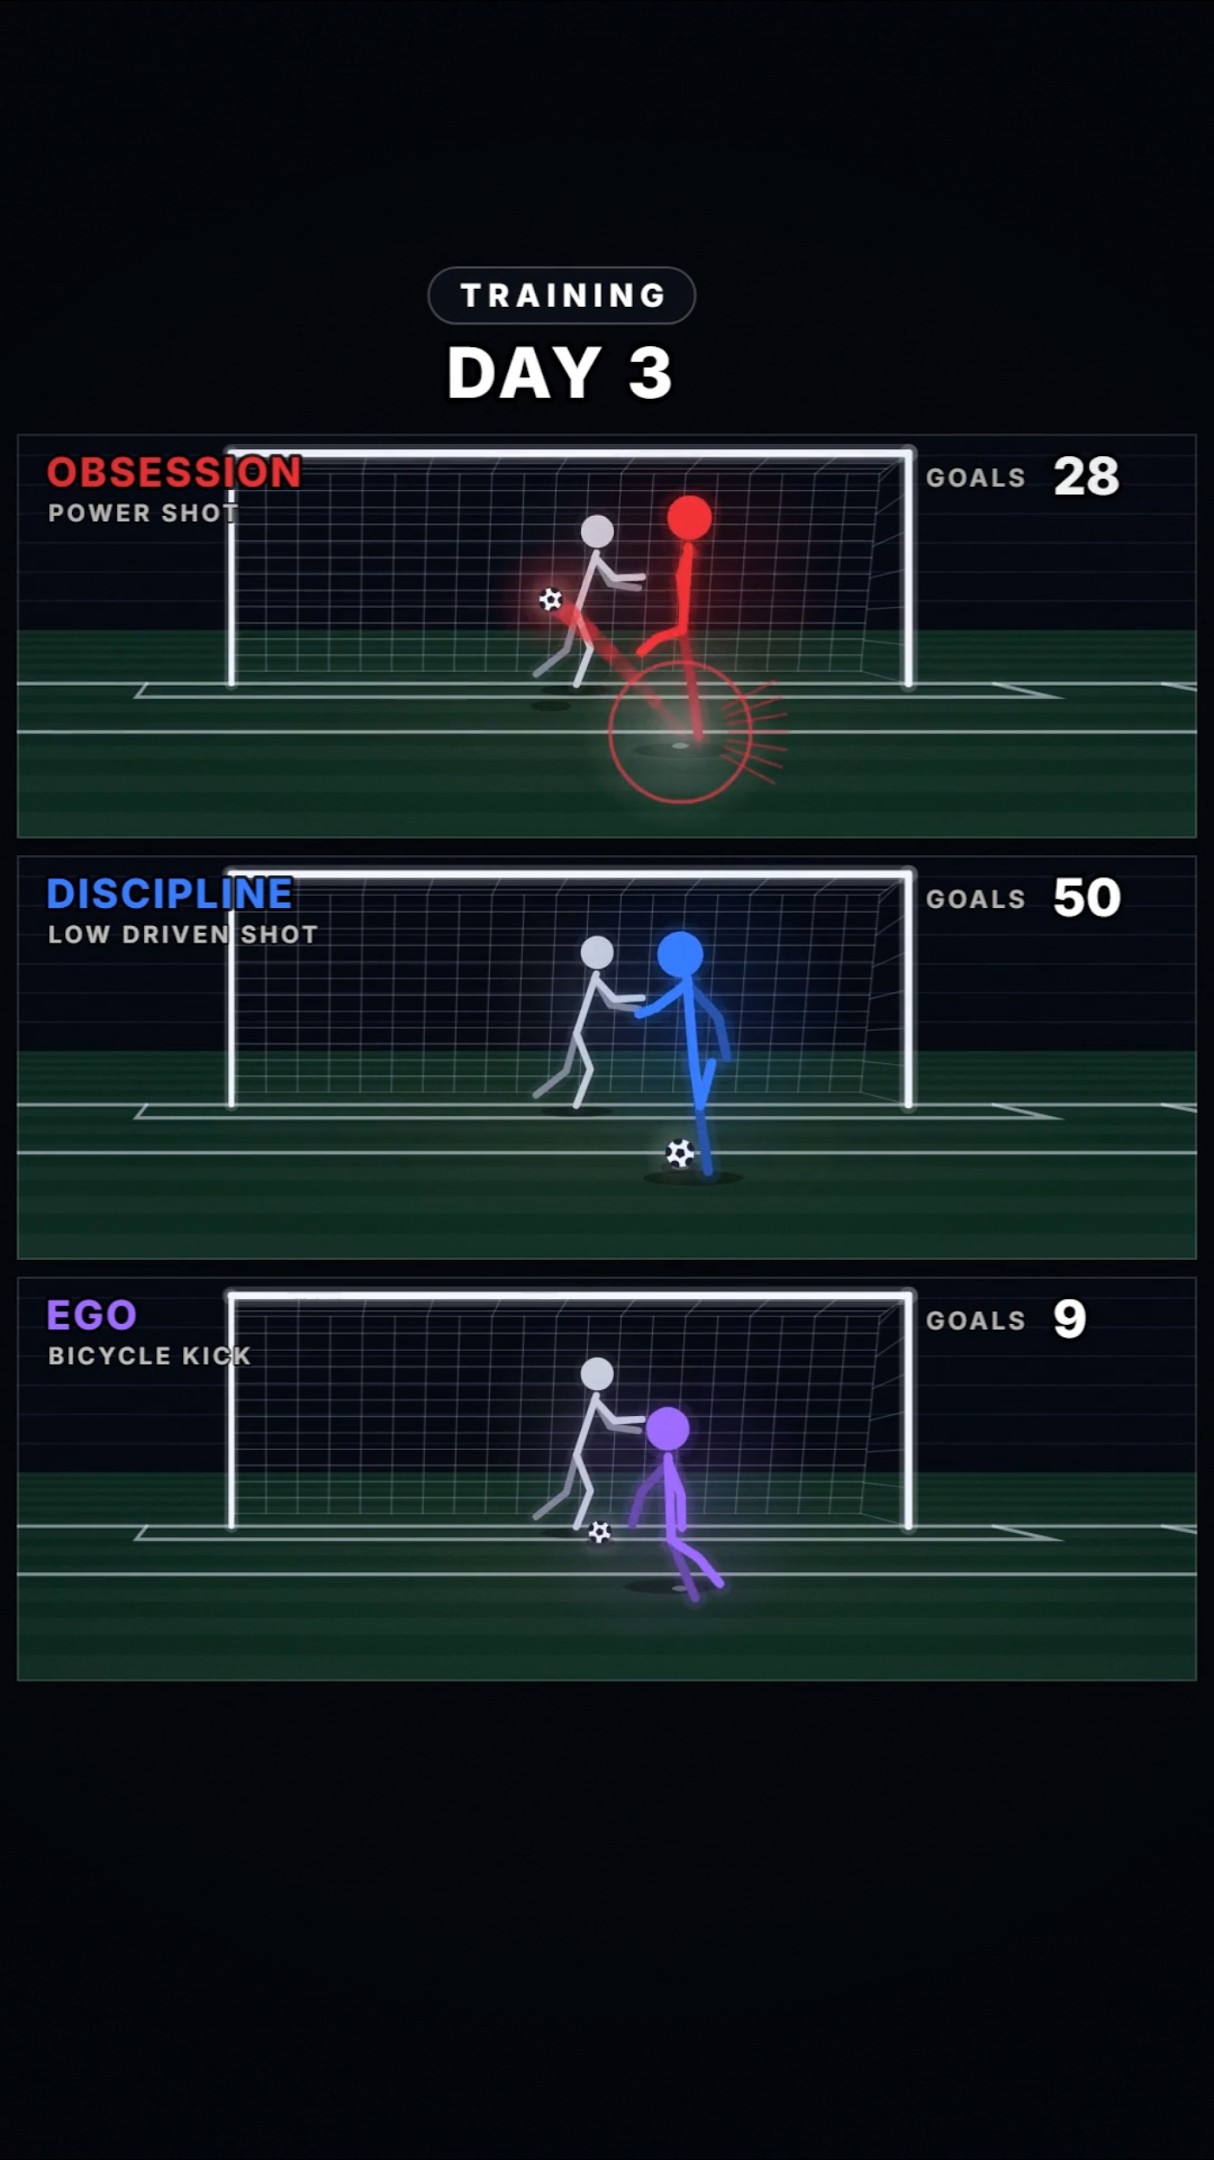 TRAINING
DAY 3
OBSESSION
GOALS 28
POWER SHOT
DISCIPLINE
GOALS 50
LOW DRIVEN SHOT
EGO
GOALS 9
BICYCLE KICK